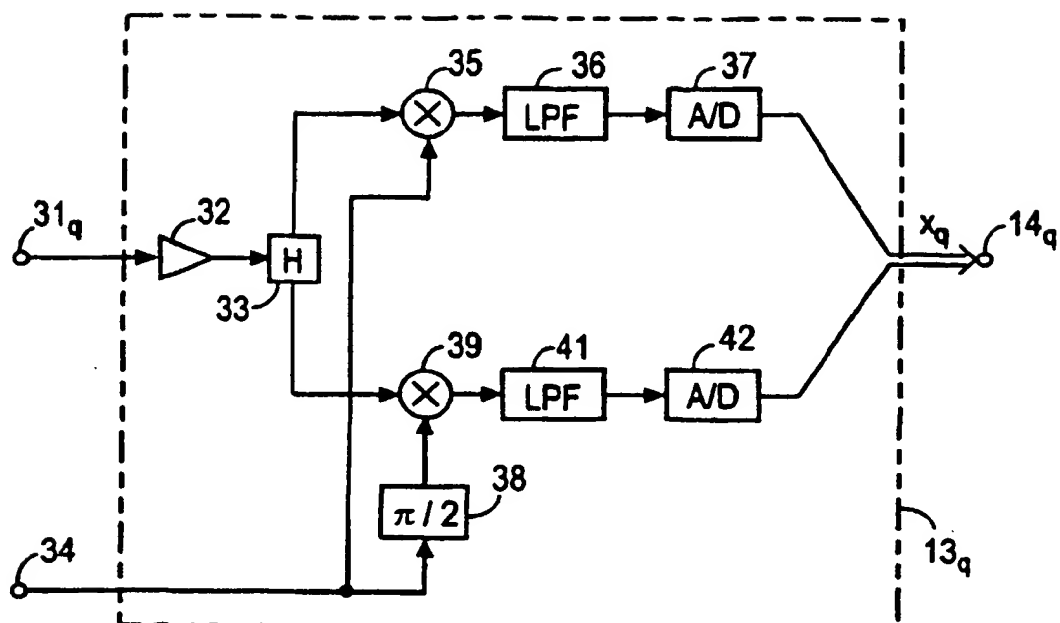 35 36 37
LPF A/D
31q 32 xq 14q
H
33
39 41 42
LPF A/D
38
π / 2
34 13q